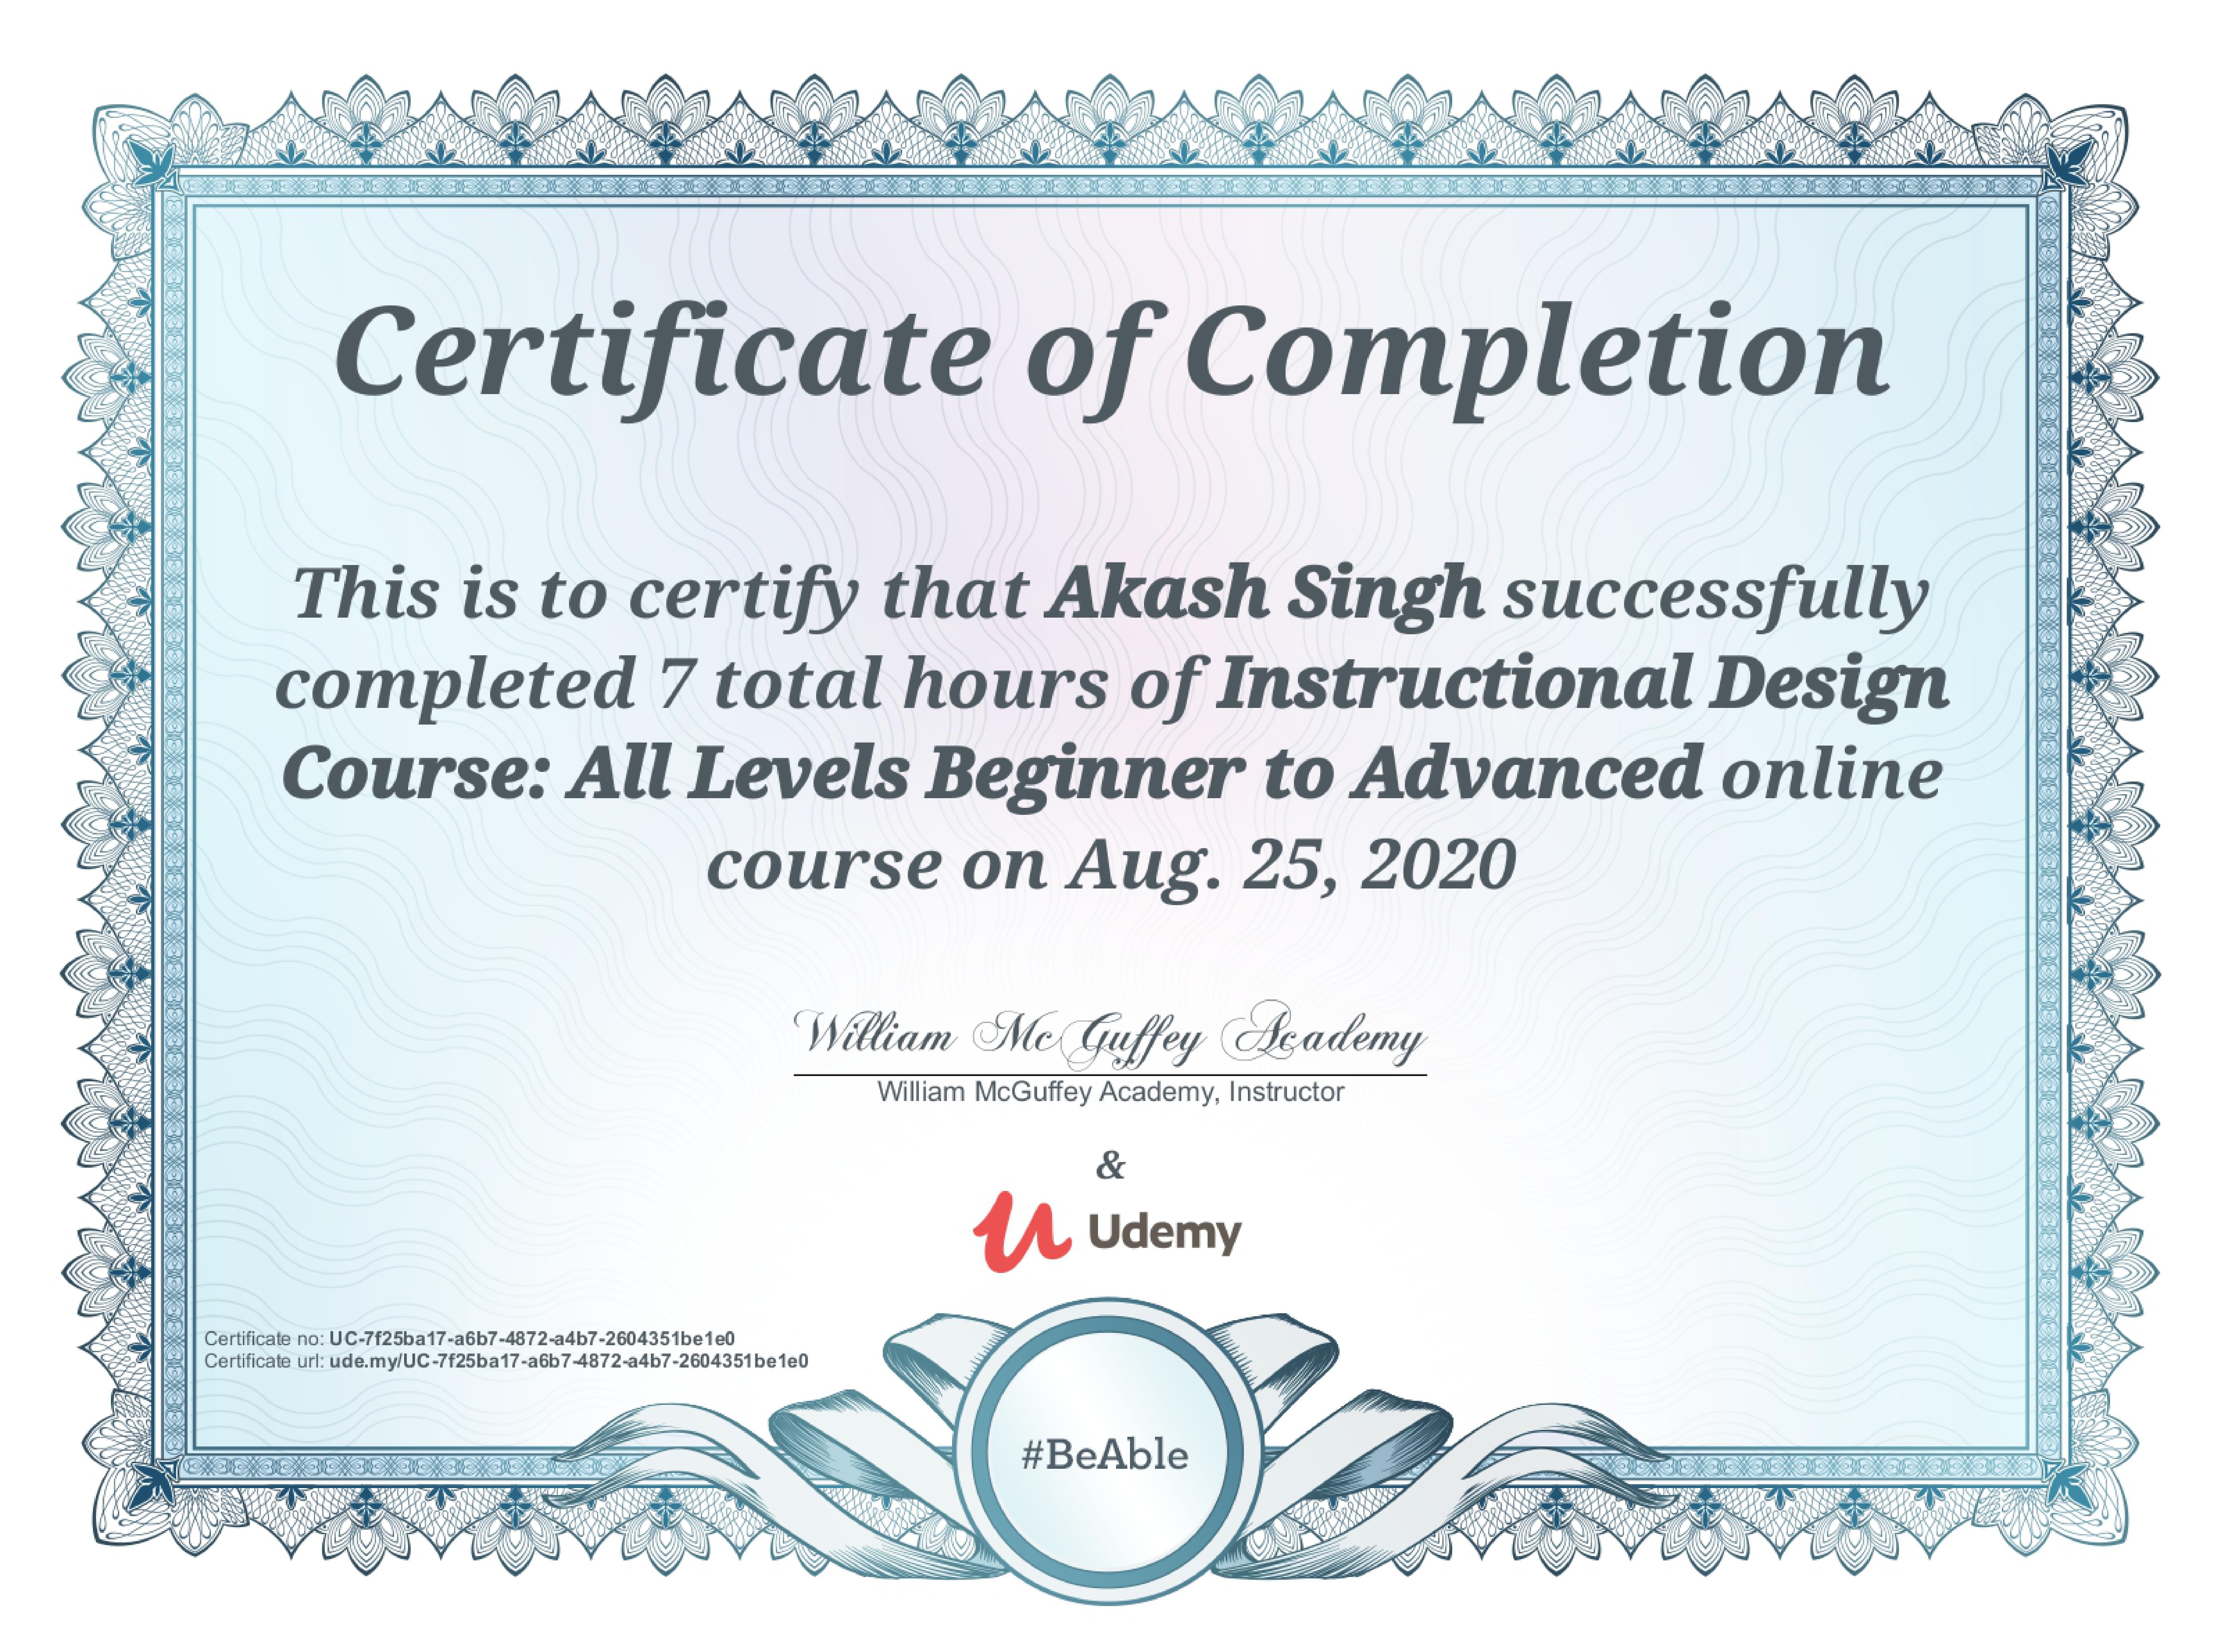 Certificate of Completion
This is to certify that Akash Singh successfully
completed 7 total hours of Instructional Design
Course: All Levels Beginner to Advanced online
course on Aug. 25, 2020
William McGuffey Academy
William McGuffey Academy, Instructor
&
Udemy
Certificate no: UC-7f25ba17-a6b7-4872-a4b7-2604351be1e0
Certificate url: ude.my/UC-7f25ba17-a6b7-4872-a4b7-2604351be1e0
#BeAble